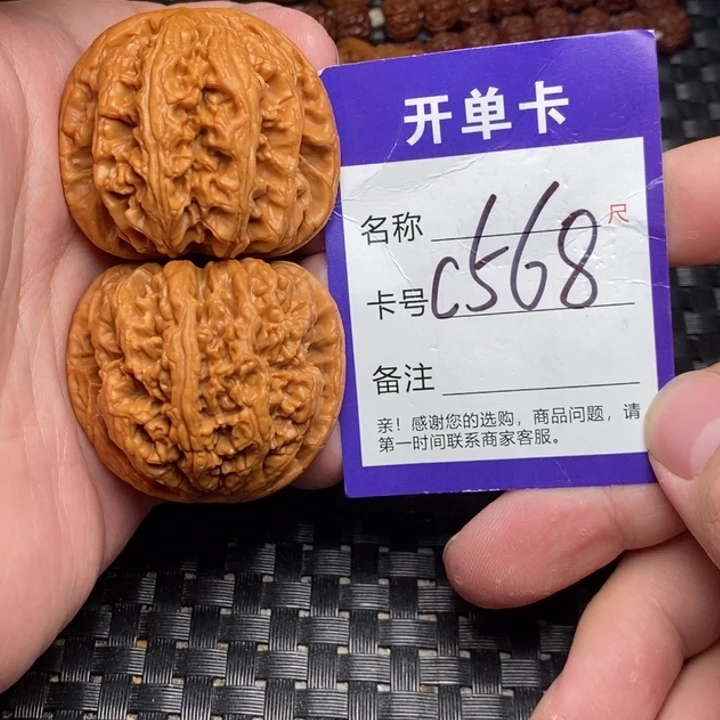 开单卡
名称 尺
卡号 c568
备注
亲！感谢您的选购，商品问题，请
第一时间联系商家客服。